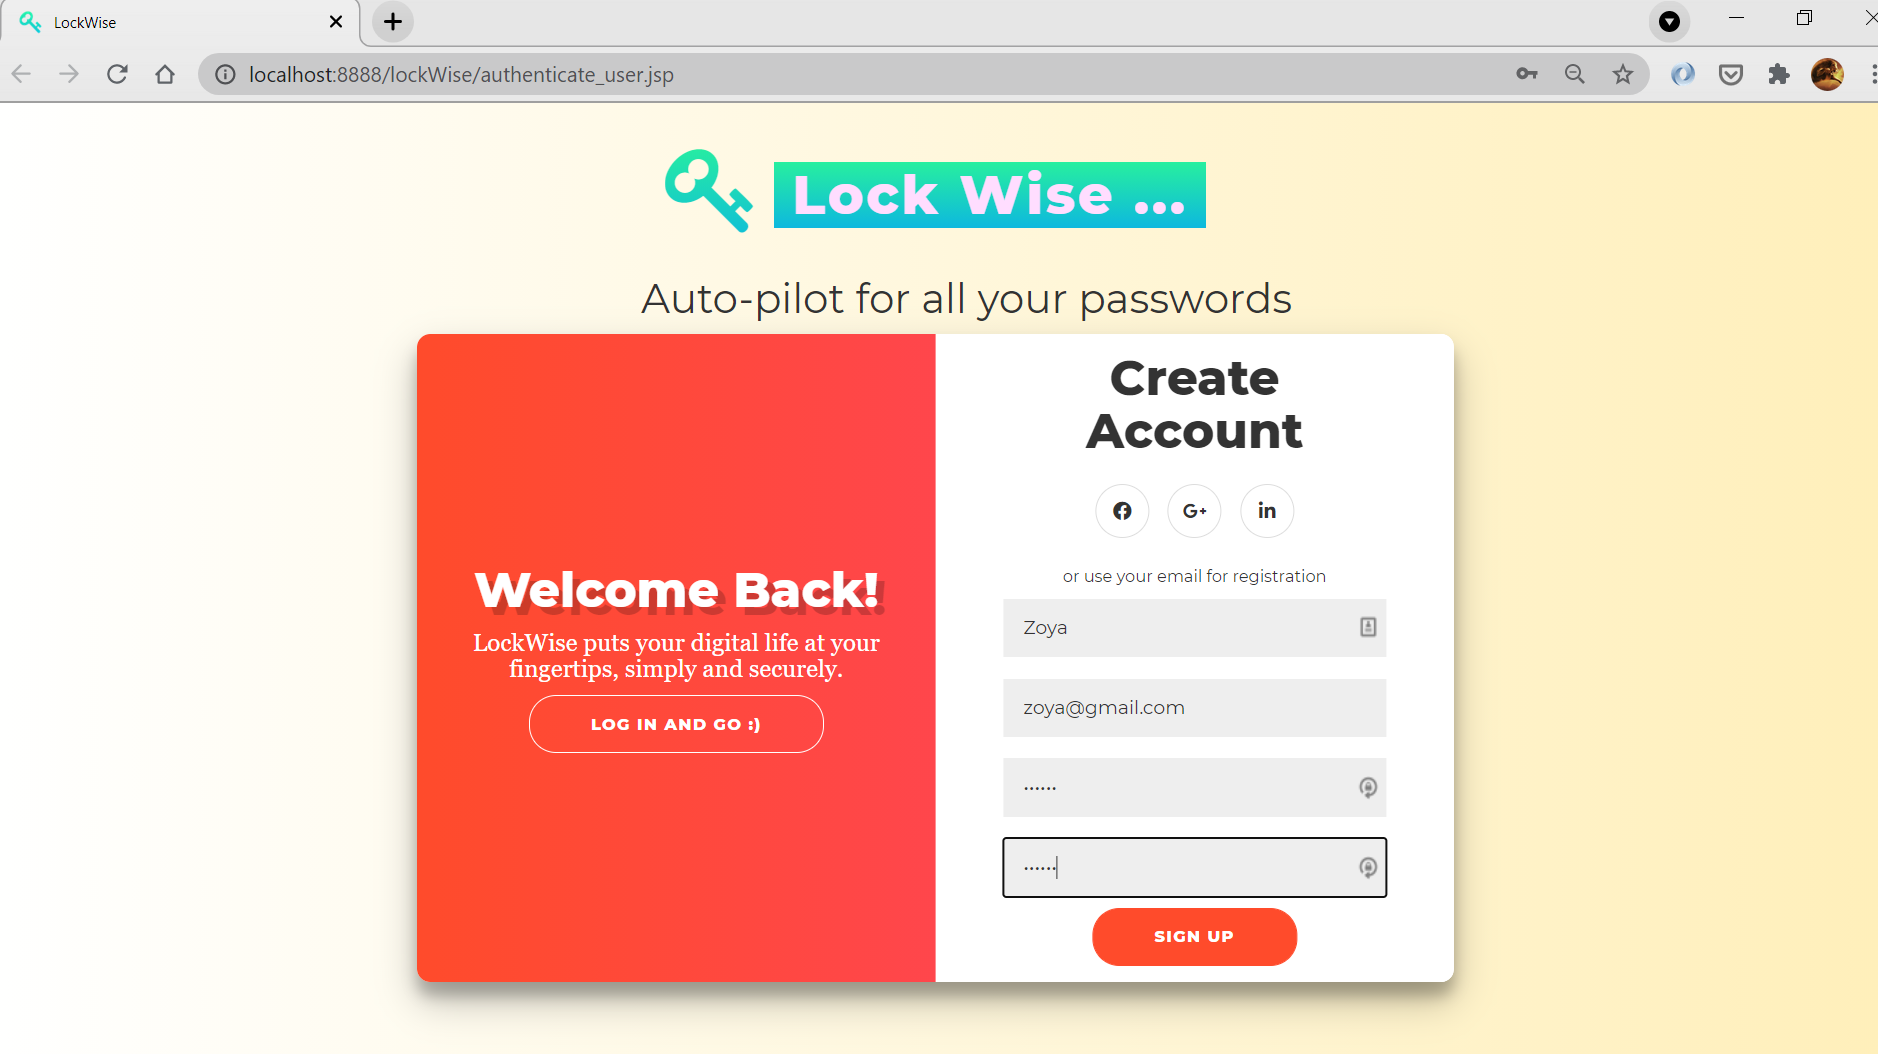 LockWise
localhost:8888/lockWise/authenticate_user.jsp
Lock Wise ...
Auto-pilot for all your passwords
Welcome Back!
LockWise puts your digital life at your
fingertips, simply and securely.
LOG IN AND GO :)
Create
Account
G+
in
or use your email for registration
Zoya
zoya@gmail.com
......
......
SIGN UP